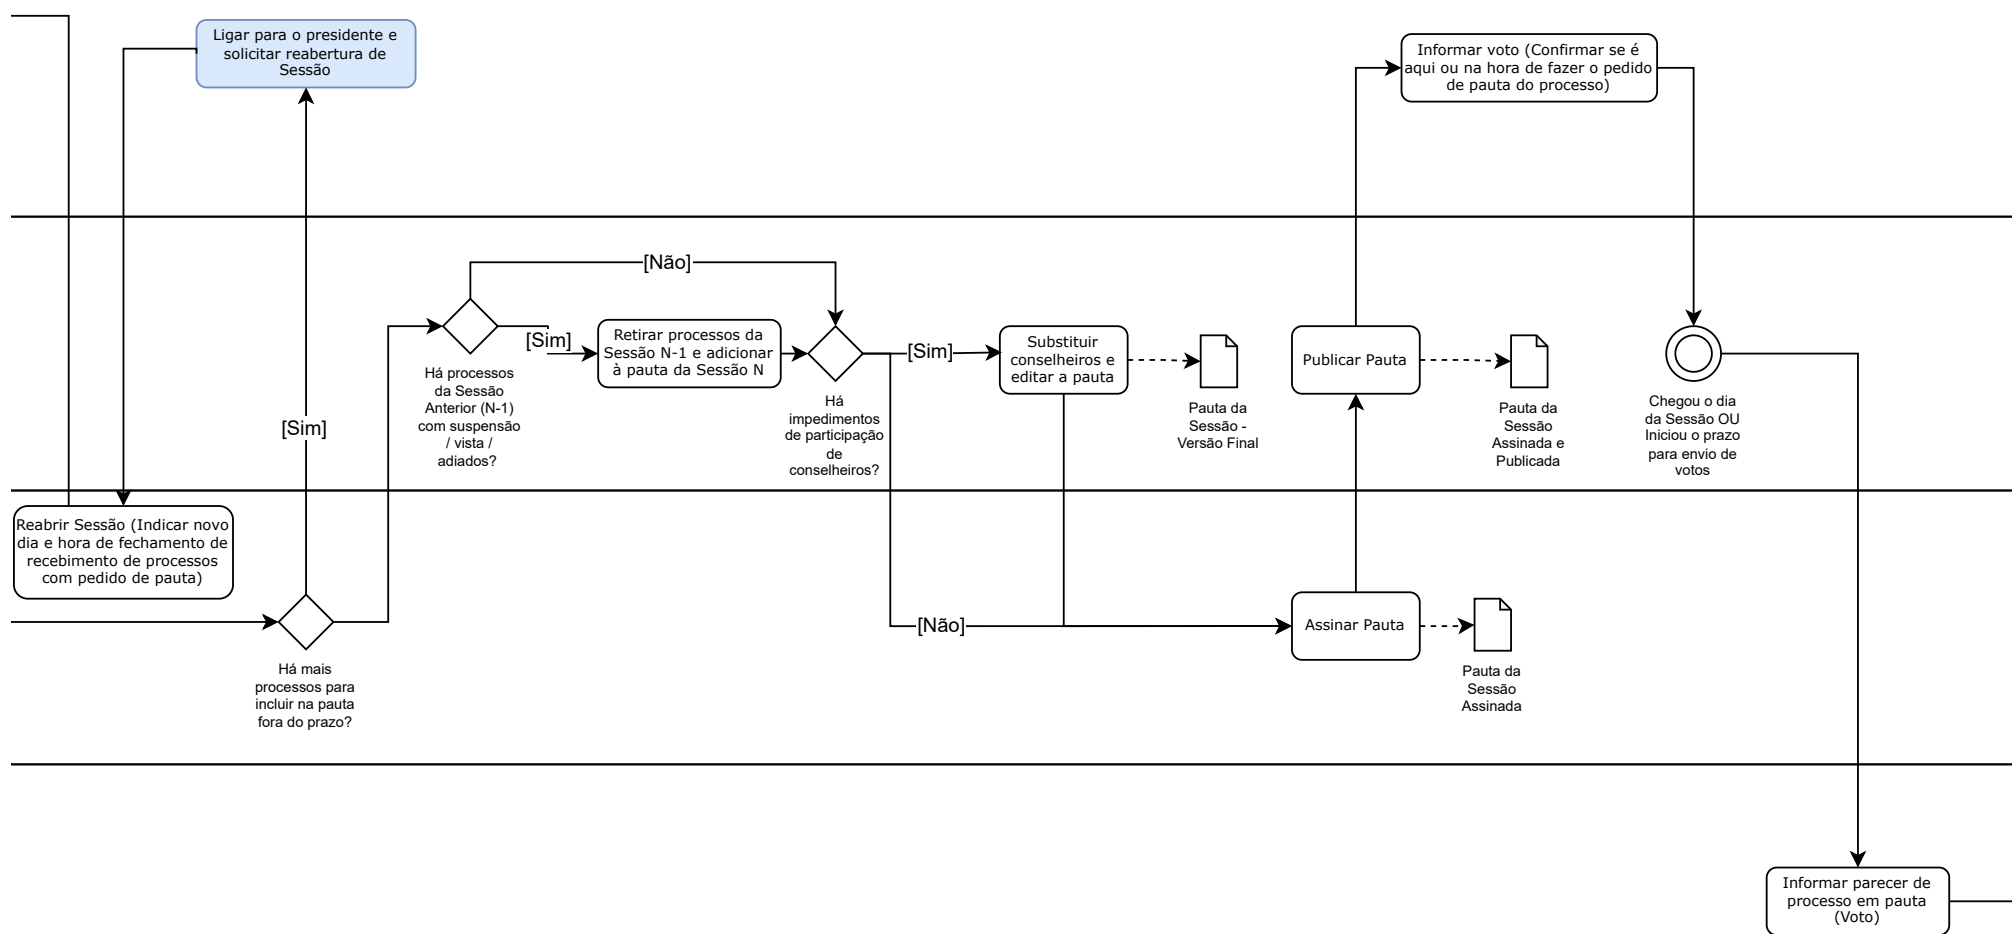 Ligar para o presidente e
solicitar reabertura de
Sessão
Informar voto (Confirmar se é
aqui ou na hora de fazer o pedido
de pauta do processo)
[Não]
[Sim]
Retirar processos da
Sessão N-1 e adicionar
à pauta da Sessão N
[Sim]
Substituir
conselheiros e
editar a pauta
Publicar Pauta
Há processos
da Sessão
Anterior (N-1)
com suspensão
/ vista /
adiados?
Há
impedimentos
de participação
de
conselheiros?
Pauta da
Sessão -
Versão Final
Pauta da
Sessão
Assinada e
Publicada
Chegou o dia
da Sessão OU
Iniciou o prazo
para envio de
votos
[Sim]
Reabrir Sessão (Indicar novo
dia e hora de fechamento de
recebimento de processos
com pedido de pauta)
[Não]
Assinar Pauta
Há mais
processos para
incluir na pauta
fora do prazo?
Pauta da
Sessão
Assinada
Informar parecer de
processo em pauta
(Voto)